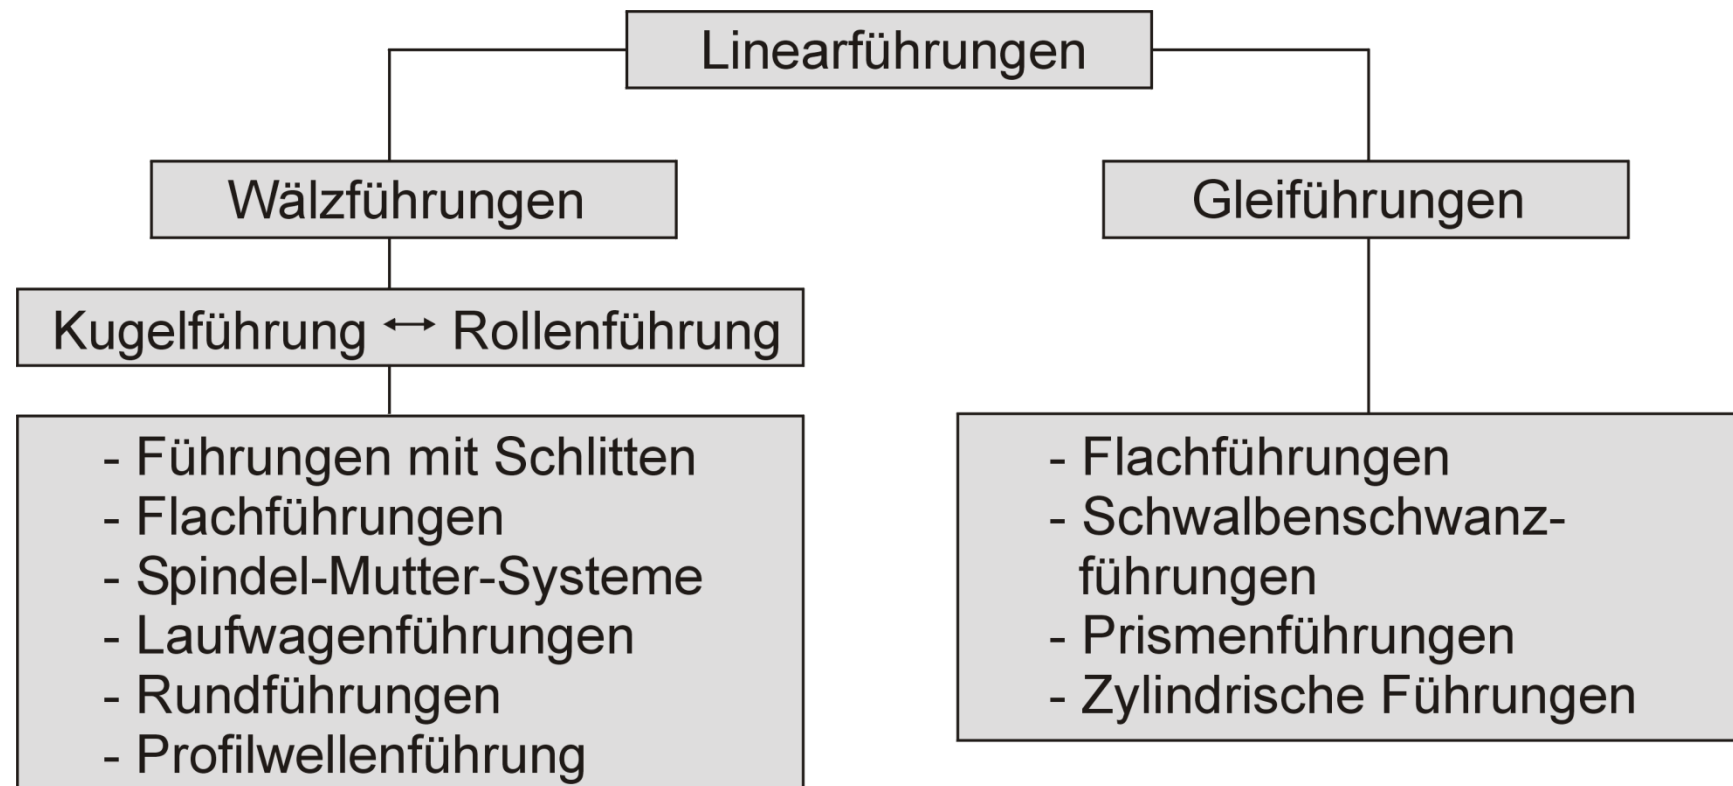 Linearführungen
Wälzführungen
Gleiführungen
Kugelführung ↔ Rollenführung
- Führungen mit Schlitten
- Flachführungen
- Spindel-Mutter-Systeme
- Laufwagenführungen
- Rundführungen
- Profilwellenführung
- Flachführungen
- Schwalbenschwanz-
führungen
- Prismenführungen
- Zylindrische Führungen